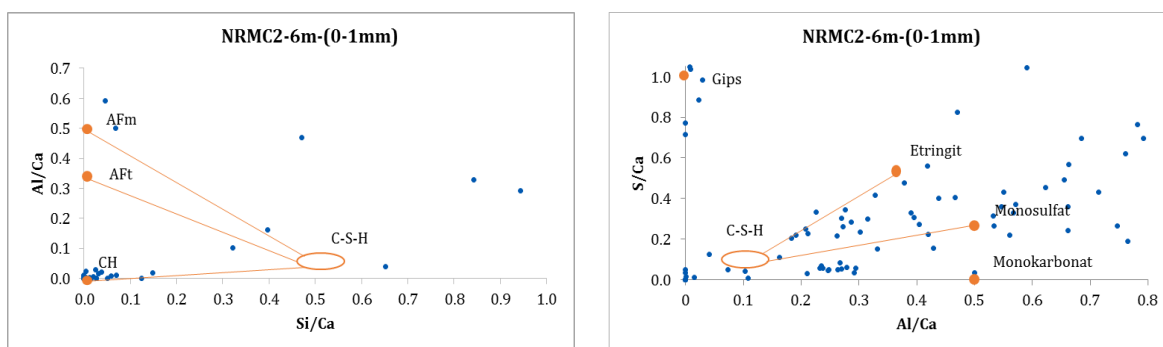 NRMC2-6m-(0-1mm)
Al/Ca
0.7
0.6
0.5
0.4
0.3
0.2
0.1
0.0
AFm
AFt
CH
C-S-H
0.0 0.1 0.2 0.3 0.4 0.5 0.6 0.7 0.8 0.9 1.0
Si/Ca
NRMC2-6m-(0-1mm)
S/Ca
1.0
0.8
0.6
0.4
0.2
0.0
Gips
Etringit
C-S-H
Monosulfat
Monokarbonat
0 0.1 0.2 0.3 0.4 0.5 0.6 0.7 0.8
Al/Ca